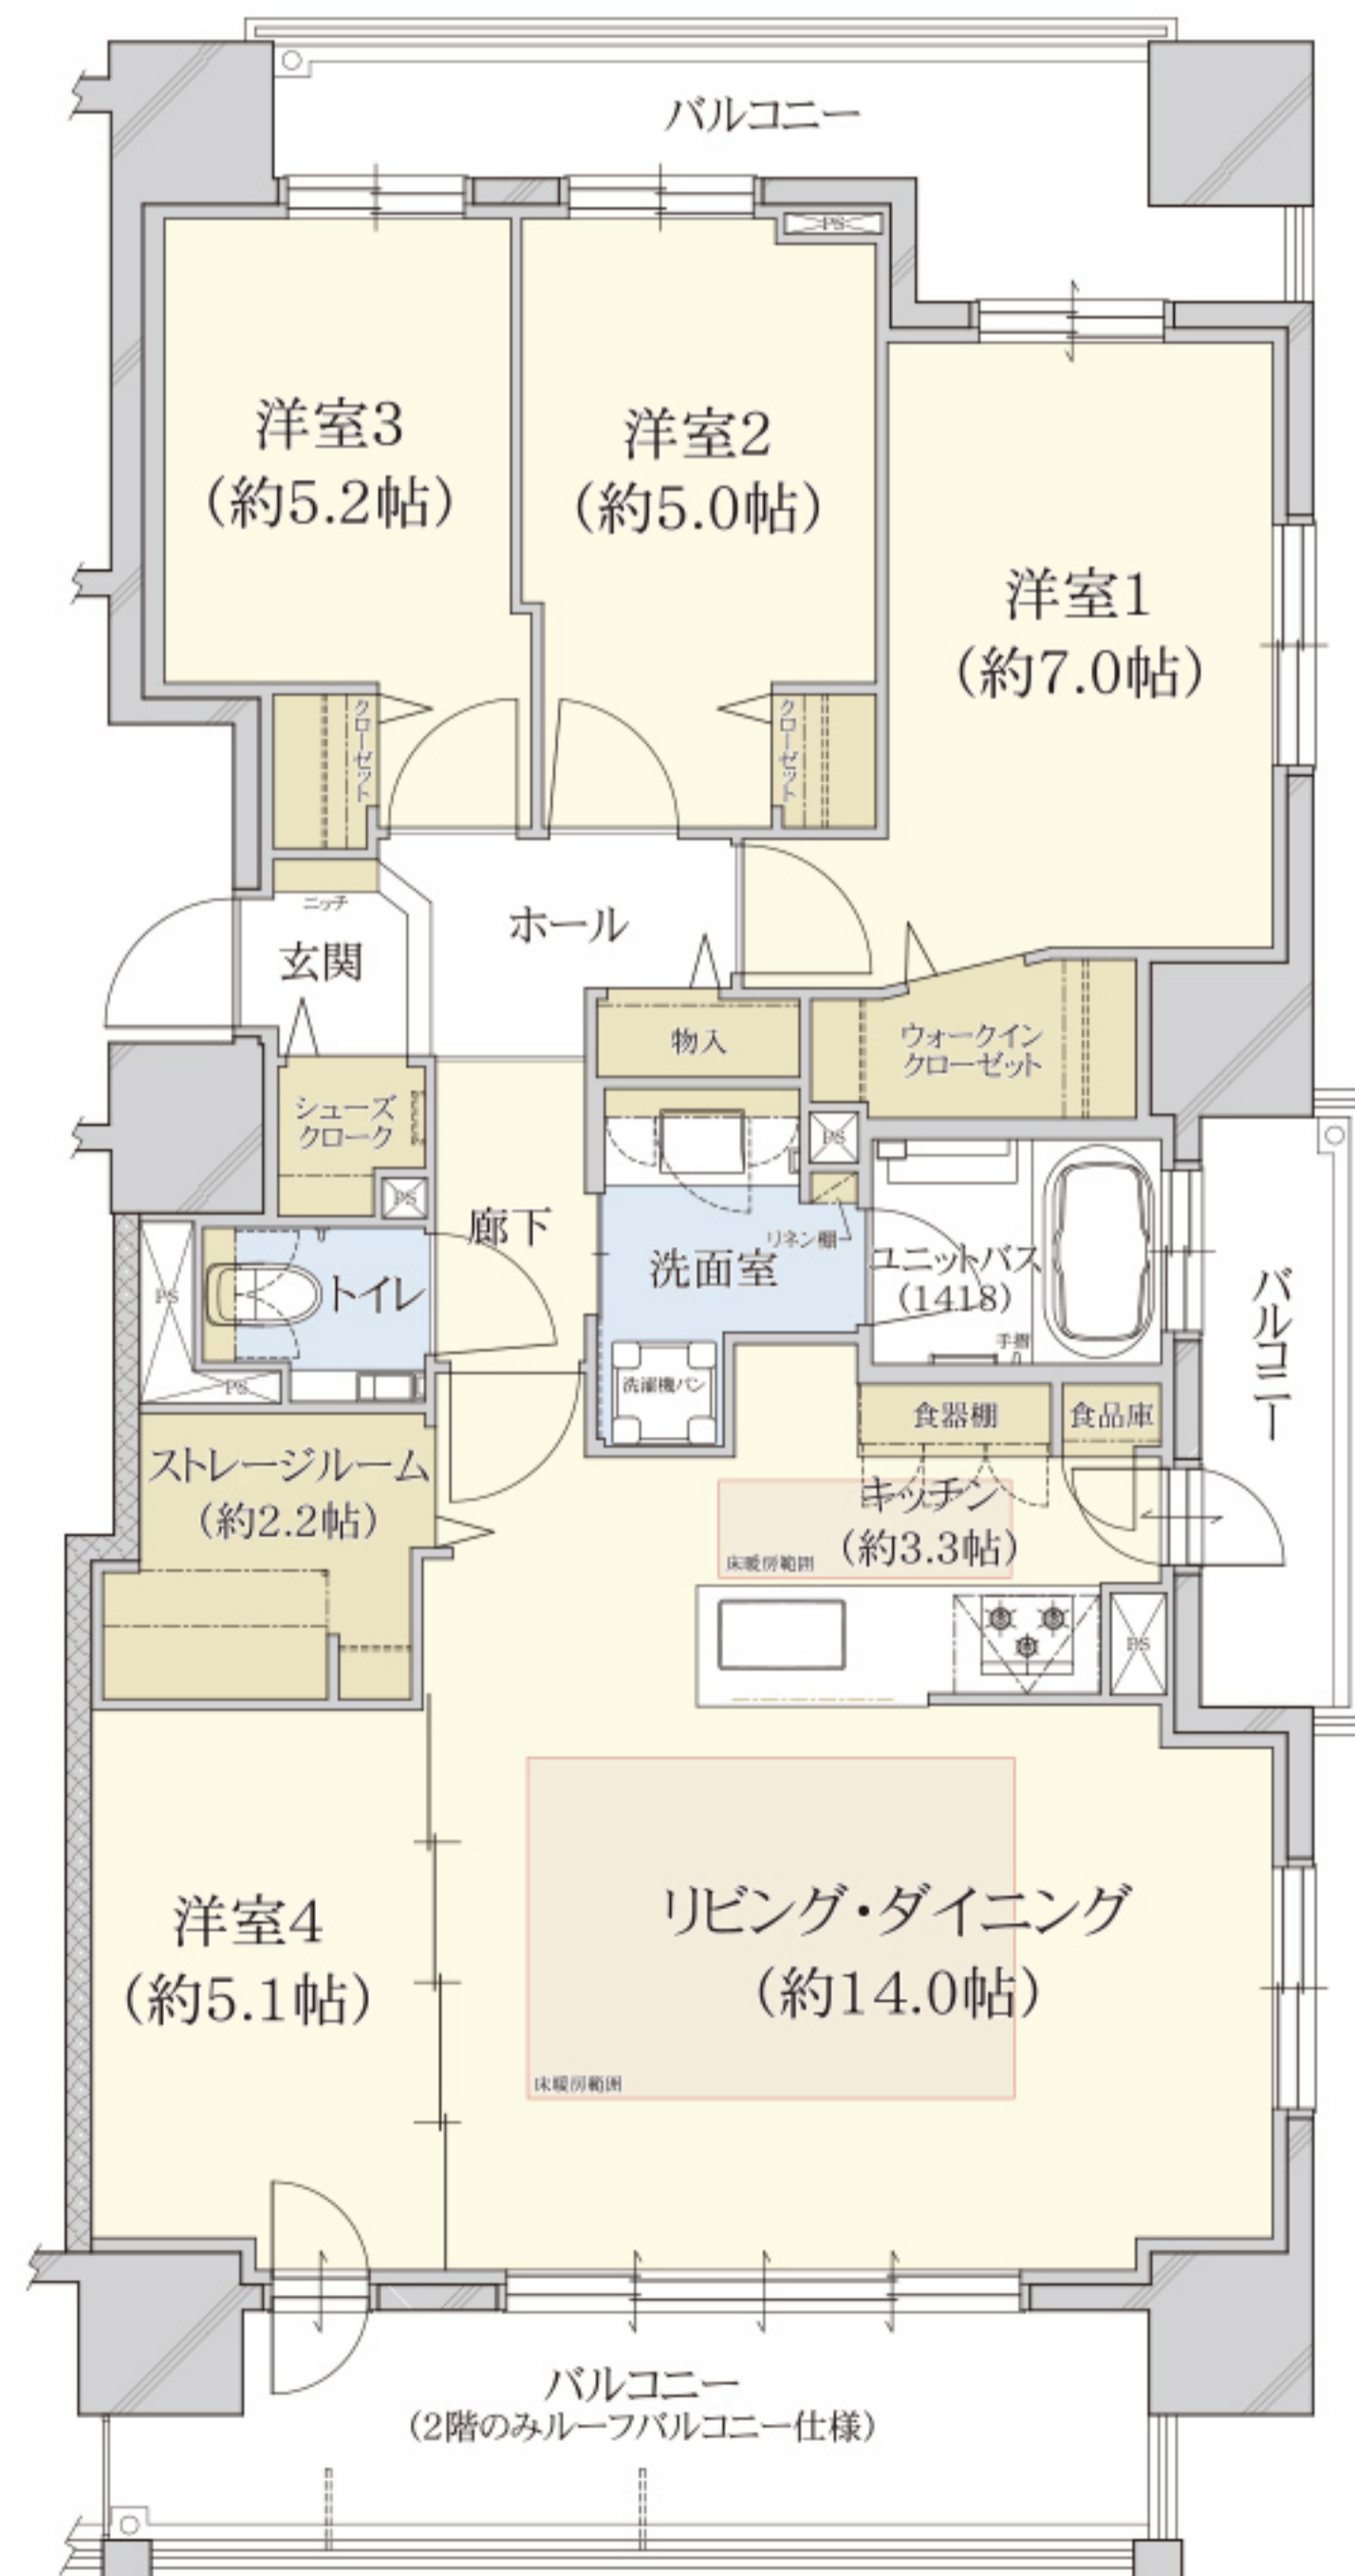 バルコニー
PS
洋室3
(約5.2帖)
洋室2
(約5.0帖)
洋室1
(約7.0帖)
クローゼット
クローゼット
ニッチ
玄関
ホール
物入
ウォークイン
クローゼット
シューズ
クローク
PS
PS
廊下
リネン棚
洗面室
ユニットバス
(1418)
手摺
トイレ
PS
PS
洗濯機パン
バルコニー
食器棚
食品庫
ストレージルーム
(約2.2帖)
キッチン
(約3.3帖)
床暖房範囲
PS
洋室4
(約5.1帖)
リビング・ダイニング
(約14.0帖)
床暖房範囲
バルコニー
(2階のみルーフバルコニー仕様)